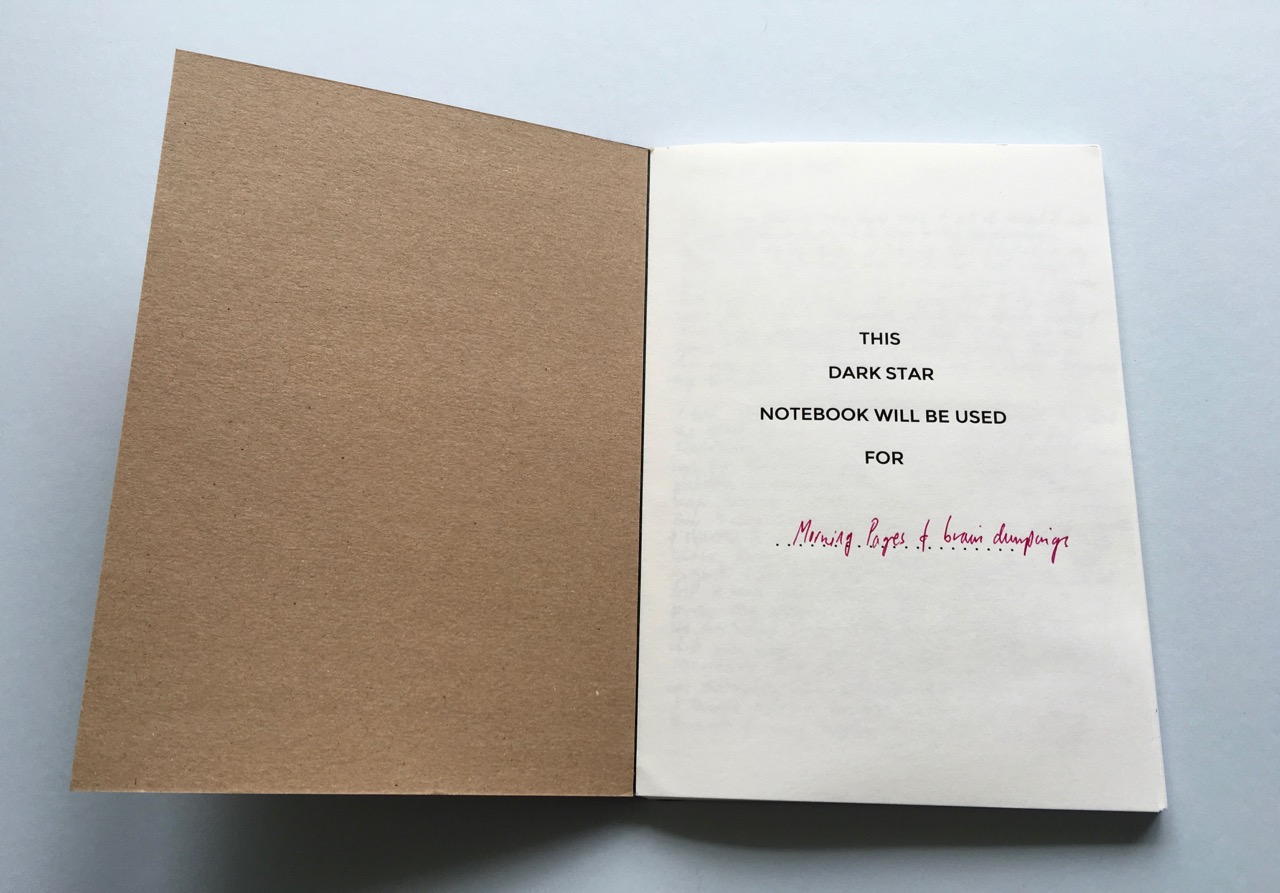 THIS
DARK STAR
NOTEBOOK WILL BE USED
FOR
Morning Pages & brain dumpings